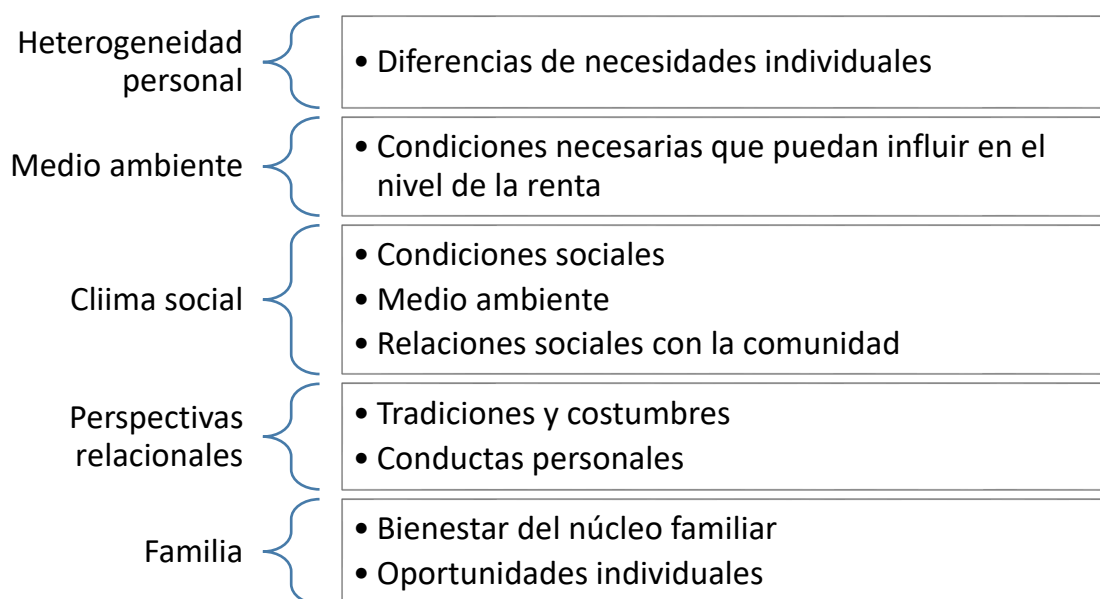 Heterogeneidad
personal
• Diferencias de necesidades individuales
Medio ambiente
• Condiciones necesarias que puedan influir en el
nivel de la renta
Cliima social
• Condiciones sociales
• Medio ambiente
• Relaciones sociales con la comunidad
Perspectivas
relacionales
• Tradiciones y costumbres
• Conductas personales
Familia
• Bienestar del núcleo familiar
• Oportunidades individuales